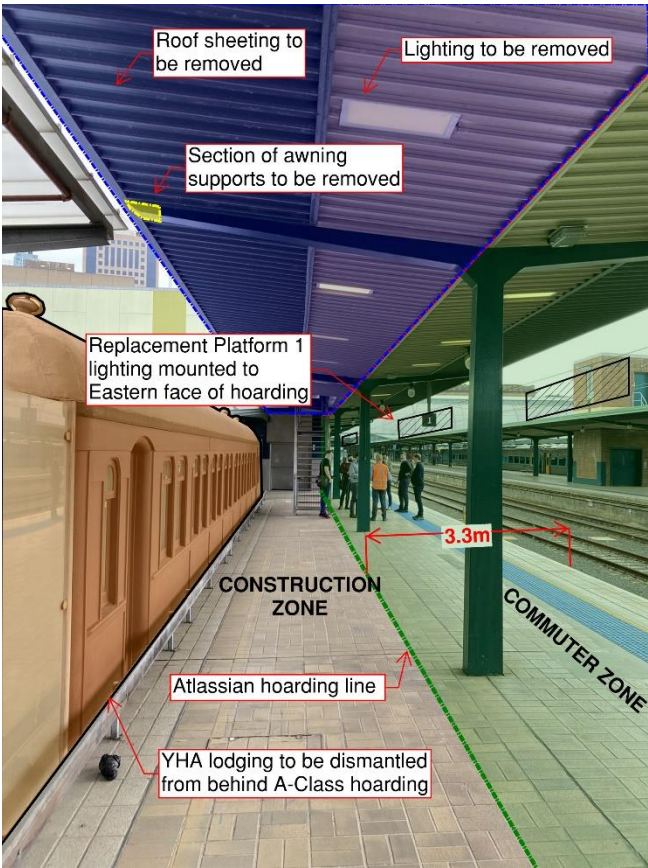 Roof sheeting to
be removed
Lighting to be removed
Section of awning
supports to be removed
Replacement Platform 1
lighting mounted to
Eastern face of hoarding
1
3.3m
CONSTRUCTION
ZONE
COMMUTER ZONE
Atlassian hoarding line
YHA lodging to be dismantled
from behind A-Class hoarding